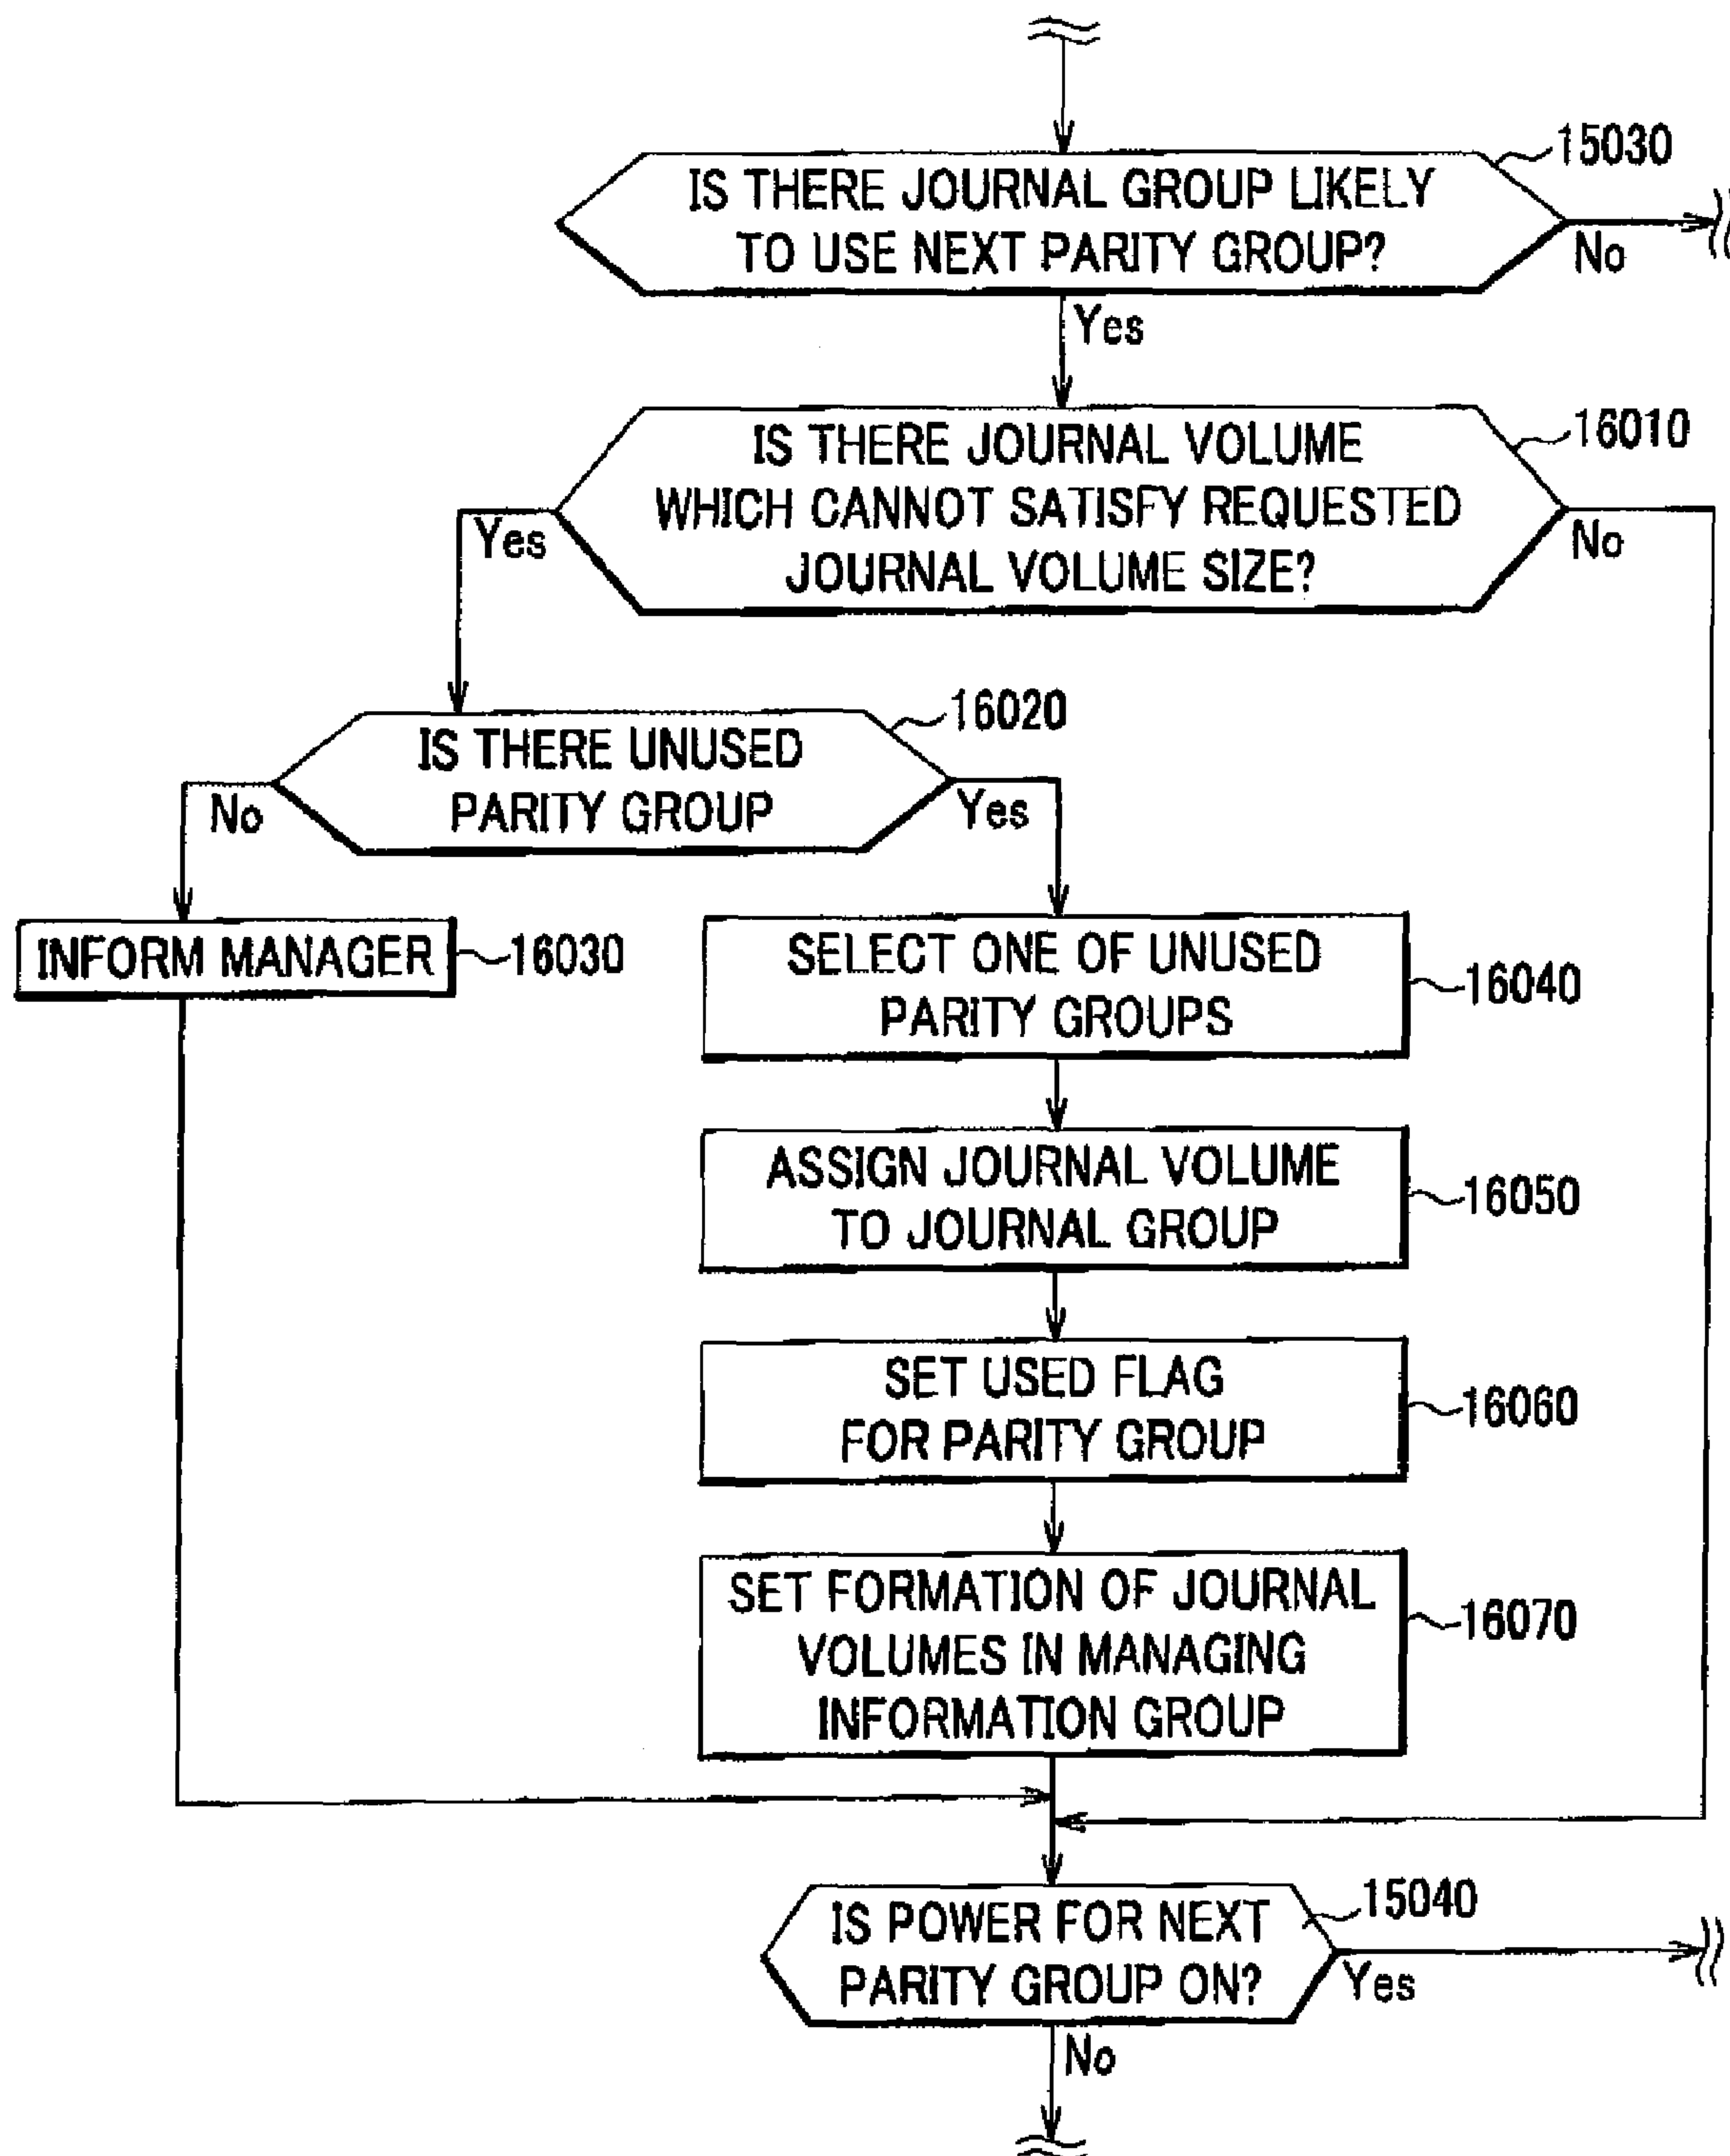 15030
IS THERE JOURNAL GROUP LIKELY
TO USE NEXT PARITY GROUP?
No
Yes
16010
IS THERE JOURNAL VOLUME
WHICH CANNOT SATISFY REQUESTED
JOURNAL VOLUME SIZE?
Yes
No
16020
IS THERE UNUSED
PARITY GROUP
No
Yes
INFORM MANAGER
16030
SELECT ONE OF UNUSED
PARITY GROUPS
16040
ASSIGN JOURNAL VOLUME
TO JOURNAL GROUP
16050
SET USED FLAG
FOR PARITY GROUP
16060
SET FORMATION OF JOURNAL
VOLUMES IN MANAGING
INFORMATION GROUP
16070
15040
IS POWER FOR NEXT
PARITY GROUP ON?
Yes
No